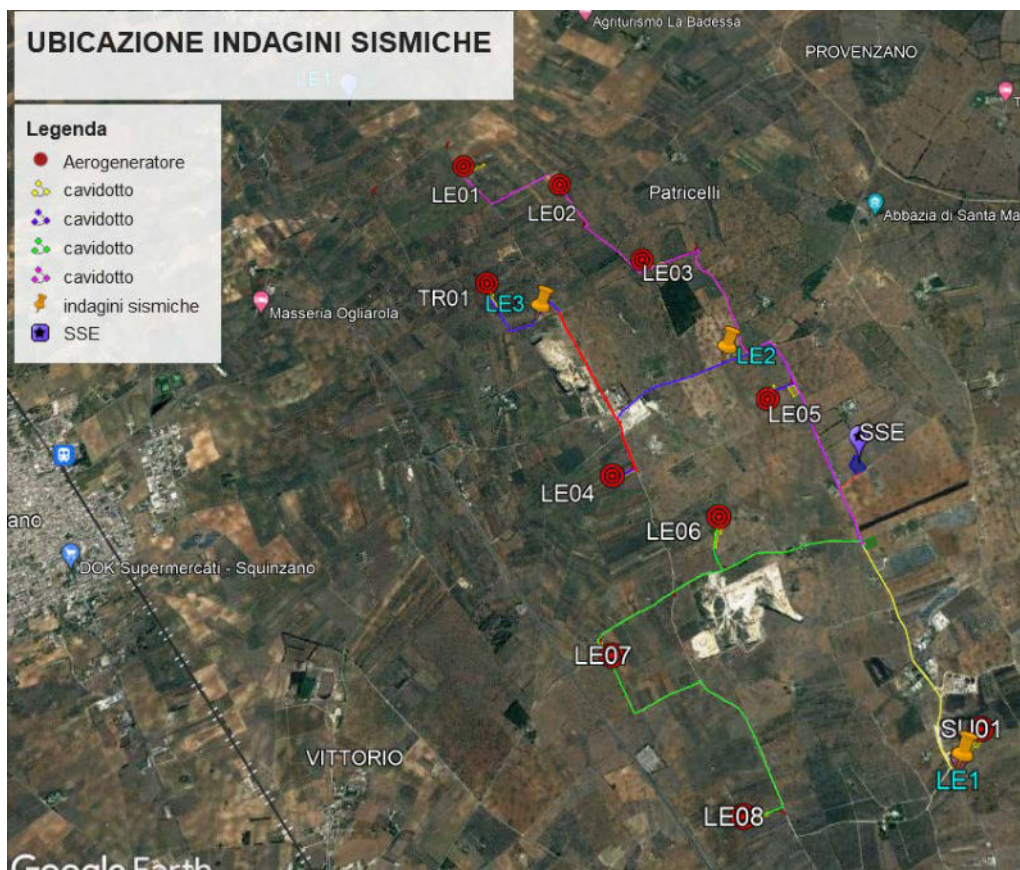 UBICAZIONE INDAGINI SISMICHE
LE1
Legenda
Aerogeneratore
cavidotto
cavidotto
cavidotto
cavidotto
indagini sismiche
SSE
Agriturismo La Badessa
PROVENZANO
T
LE01
LE02
Patricelli
Abbazia di Santa Ma
LE03
TR01
LE3
Masseria Ogliarola
LE2
LE05
SSE
LE04
LE06
ano
DOK Supermercati - Squinzano
LE07
SU01
VITTORIO
LE1
LE08
Google Earth